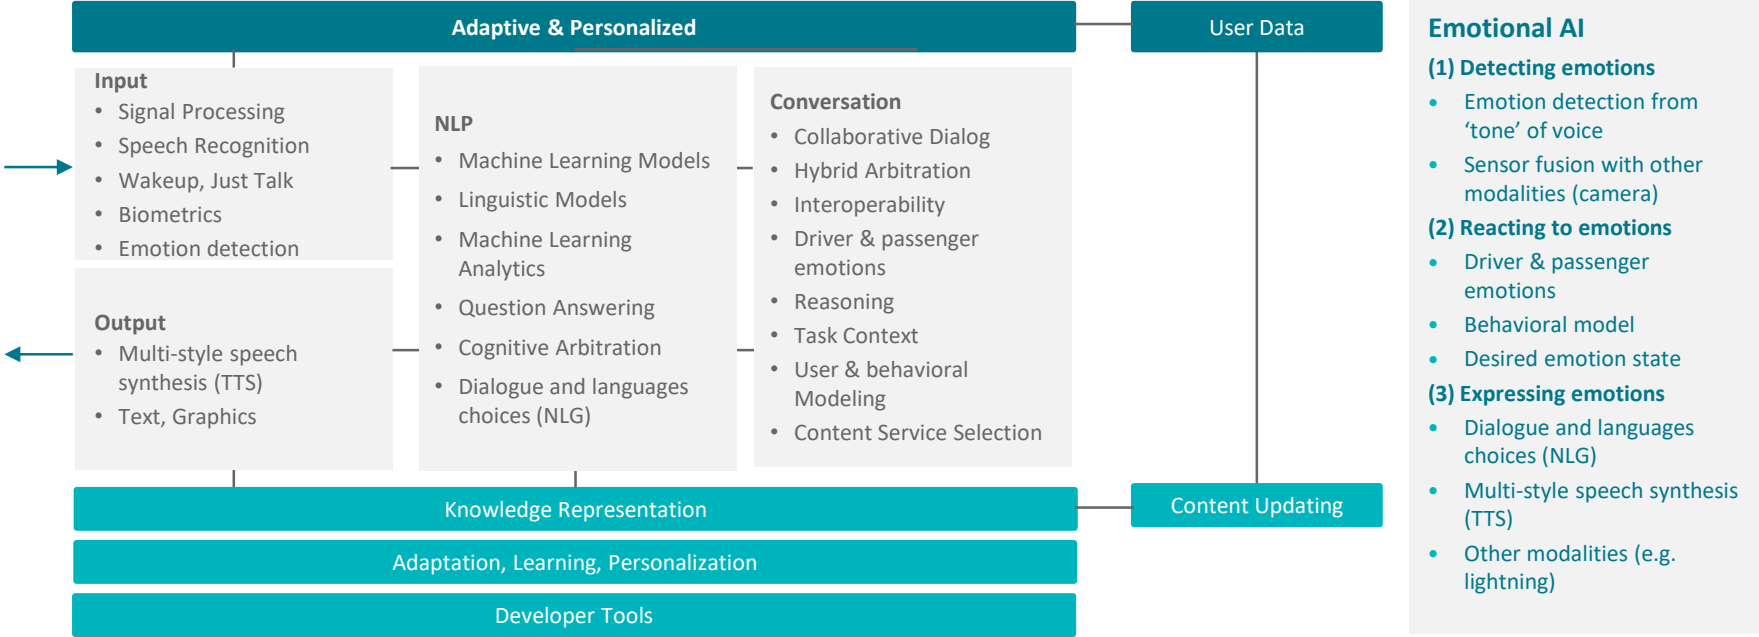 Adaptive & Personalized
User Data
Input
• Signal Processing
• Speech Recognition
• Wakeup, Just Talk
• Biometrics
• Emotion detection
Output
• Multi-style speech
synthesis (TTS)
• Text, Graphics
NLP
• Machine Learning Models
• Linguistic Models
• Machine Learning
Analytics
• Question Answering
• Cognitive Arbitration
• Dialogue and languages
choices (NLG)
Conversation
• Collaborative Dialog
• Hybrid Arbitration
• Interoperability
• Driver & passenger
emotions
• Reasoning
• Task Context
• User & behavioral
Modeling
• Content Service Selection
Knowledge Representation
Content Updating
Adaptation, Learning, Personalization
Developer Tools
Emotional AI
(1) Detecting emotions
• Emotion detection from
‘tone’ of voice
• Sensor fusion with other
modalities (camera)
(2) Reacting to emotions
• Driver & passenger
emotions
• Behavioral model
• Desired emotion state
(3) Expressing emotions
• Dialogue and languages
choices (NLG)
• Multi-style speech synthesis
(TTS)
• Other modalities (e.g.
lightning)